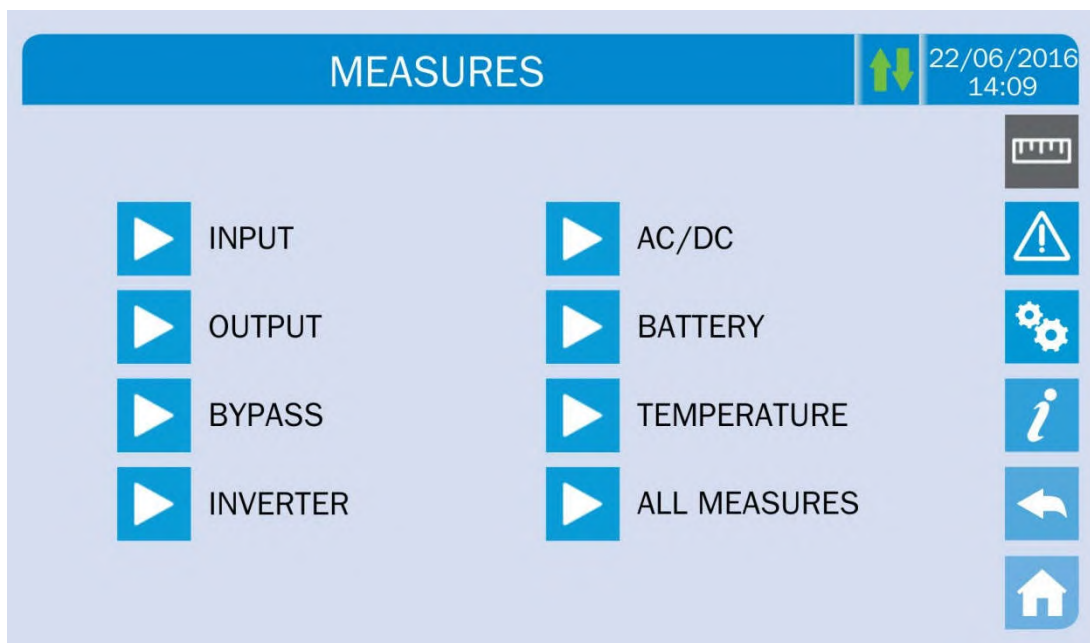 MEASURES
22/06/2016
14:09
INPUT
AC/DC
OUTPUT
BATTERY
BYPASS
TEMPERATURE
INVERTER
ALL MEASURES